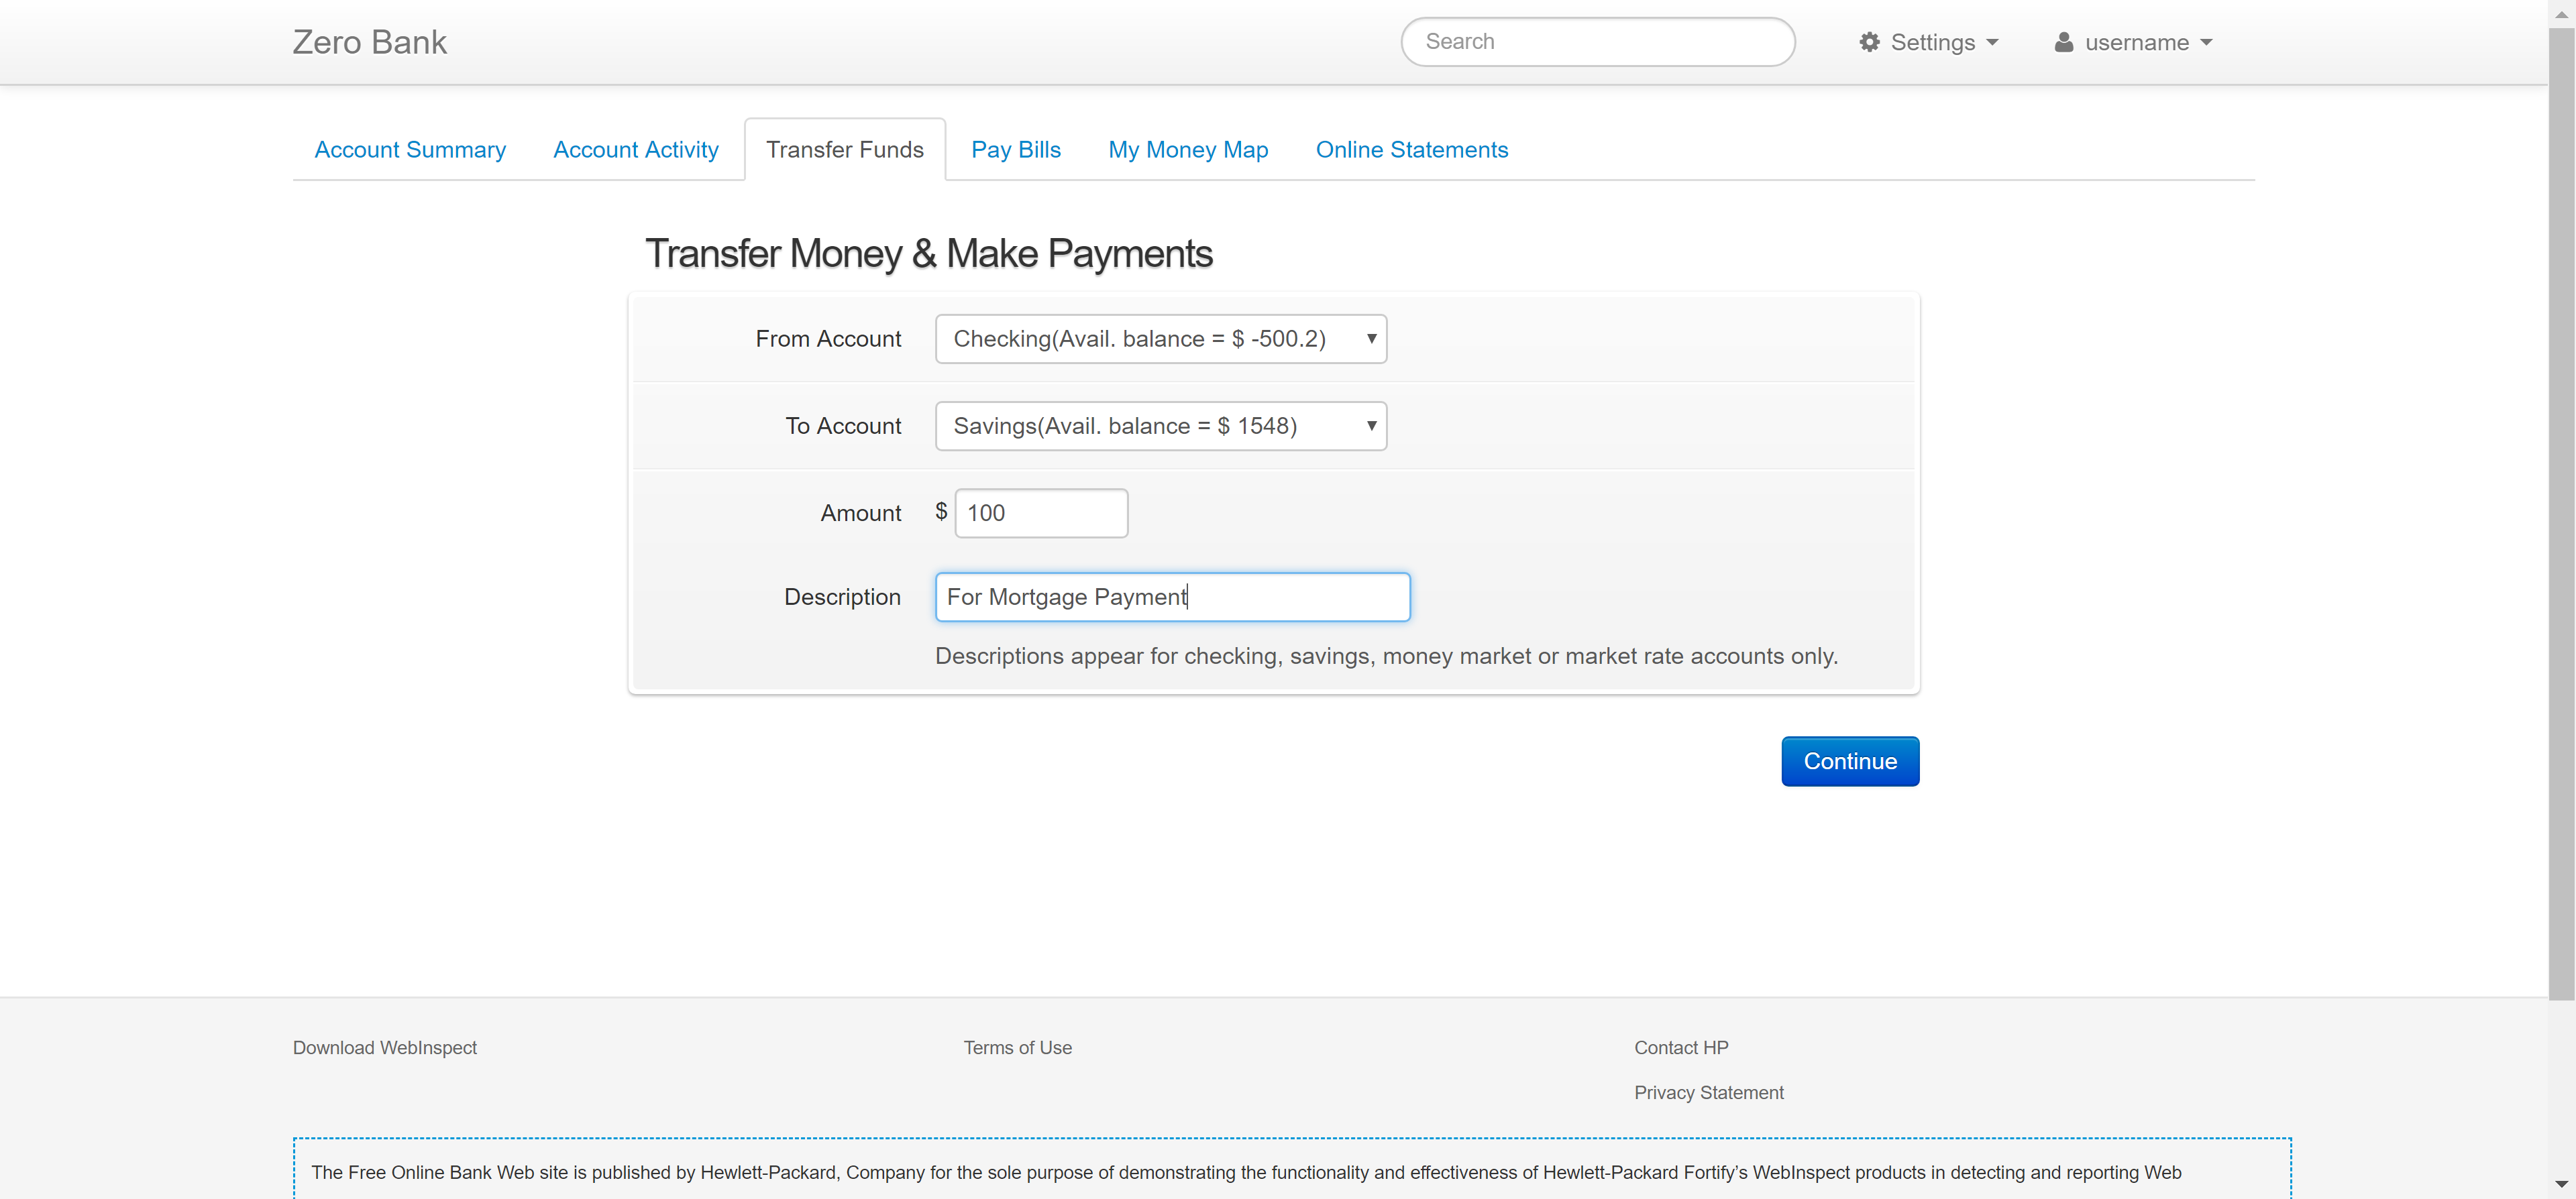 Zero Bank
Search
Settings
username
Account Summary
Account Activity
Transfer Funds
Pay Bills
My Money Map
Online Statements
Transfer Money & Make Payments
From Account
Checking(Avail. balance = $ -500.2)
To Account
Savings(Avail. balance = $ 1548)
Amount
$ 100
Description
For Mortgage Payment
Descriptions appear for checking, savings, money market or market rate accounts only.
Continue
Download WebInspect
Terms of Use
Contact HP
Privacy Statement
The Free Online Bank Web site is published by Hewlett-Packard, Company for the sole purpose of demonstrating the functionality and effectiveness of Hewlett-Packard Fortify's WebInspect products in detecting and reporting Web